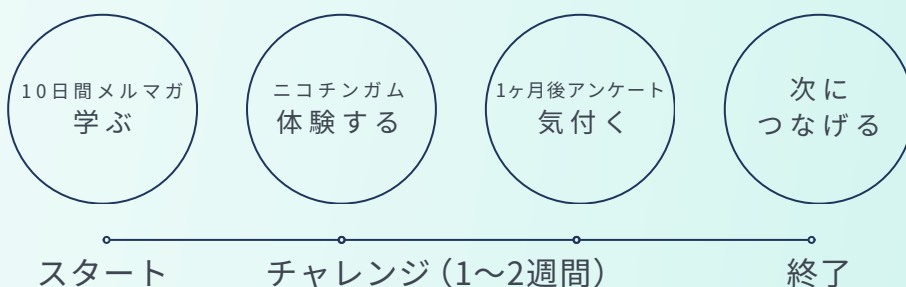 10日間メルマガ
学ぶ
ニコチンガム
体験する
1ヶ月後アンケート
気付く
次に
つなげる
スタート
チャレンジ（1〜2週間）
終了